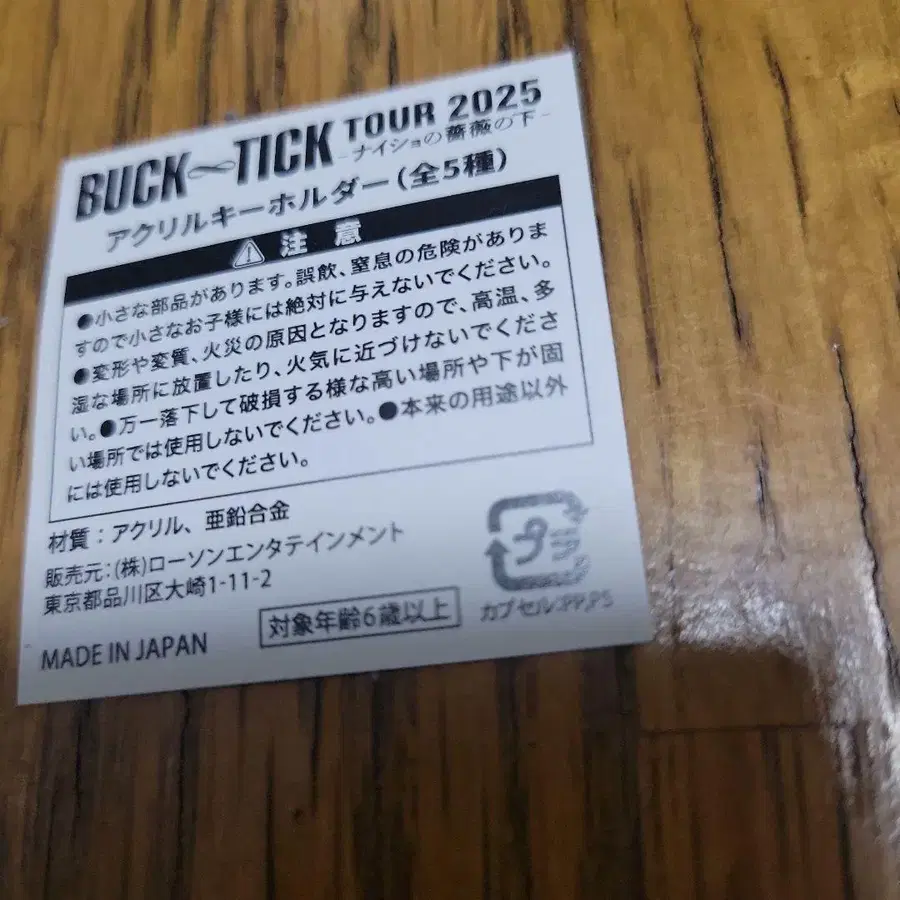 BUCK∞TICK TOUR 2025
-ナイショの薔薇の下-
アクリルキーホルダー(全5種)
注 意
●小さな部品があります。誤飲、窒息の危険がありま
すので小さなお子様には絶対に与えないでください。
●変形や変質、火災の原因となりますので、高温、多
湿な場所に放置したり、火気に近づけないでくださ
い。●万一落下して破損する様な高い場所や下が固
い場所では使用しないでください。●本来の用途以外
には使用しないでください。
材質：アクリル、亜鉛合金
販売元:(株)ローソンエンタテインメント
東京都品川区大崎1-11-2
MADE IN JAPAN
対象年齢6歳以上
プラ
カプセル:PP,PS